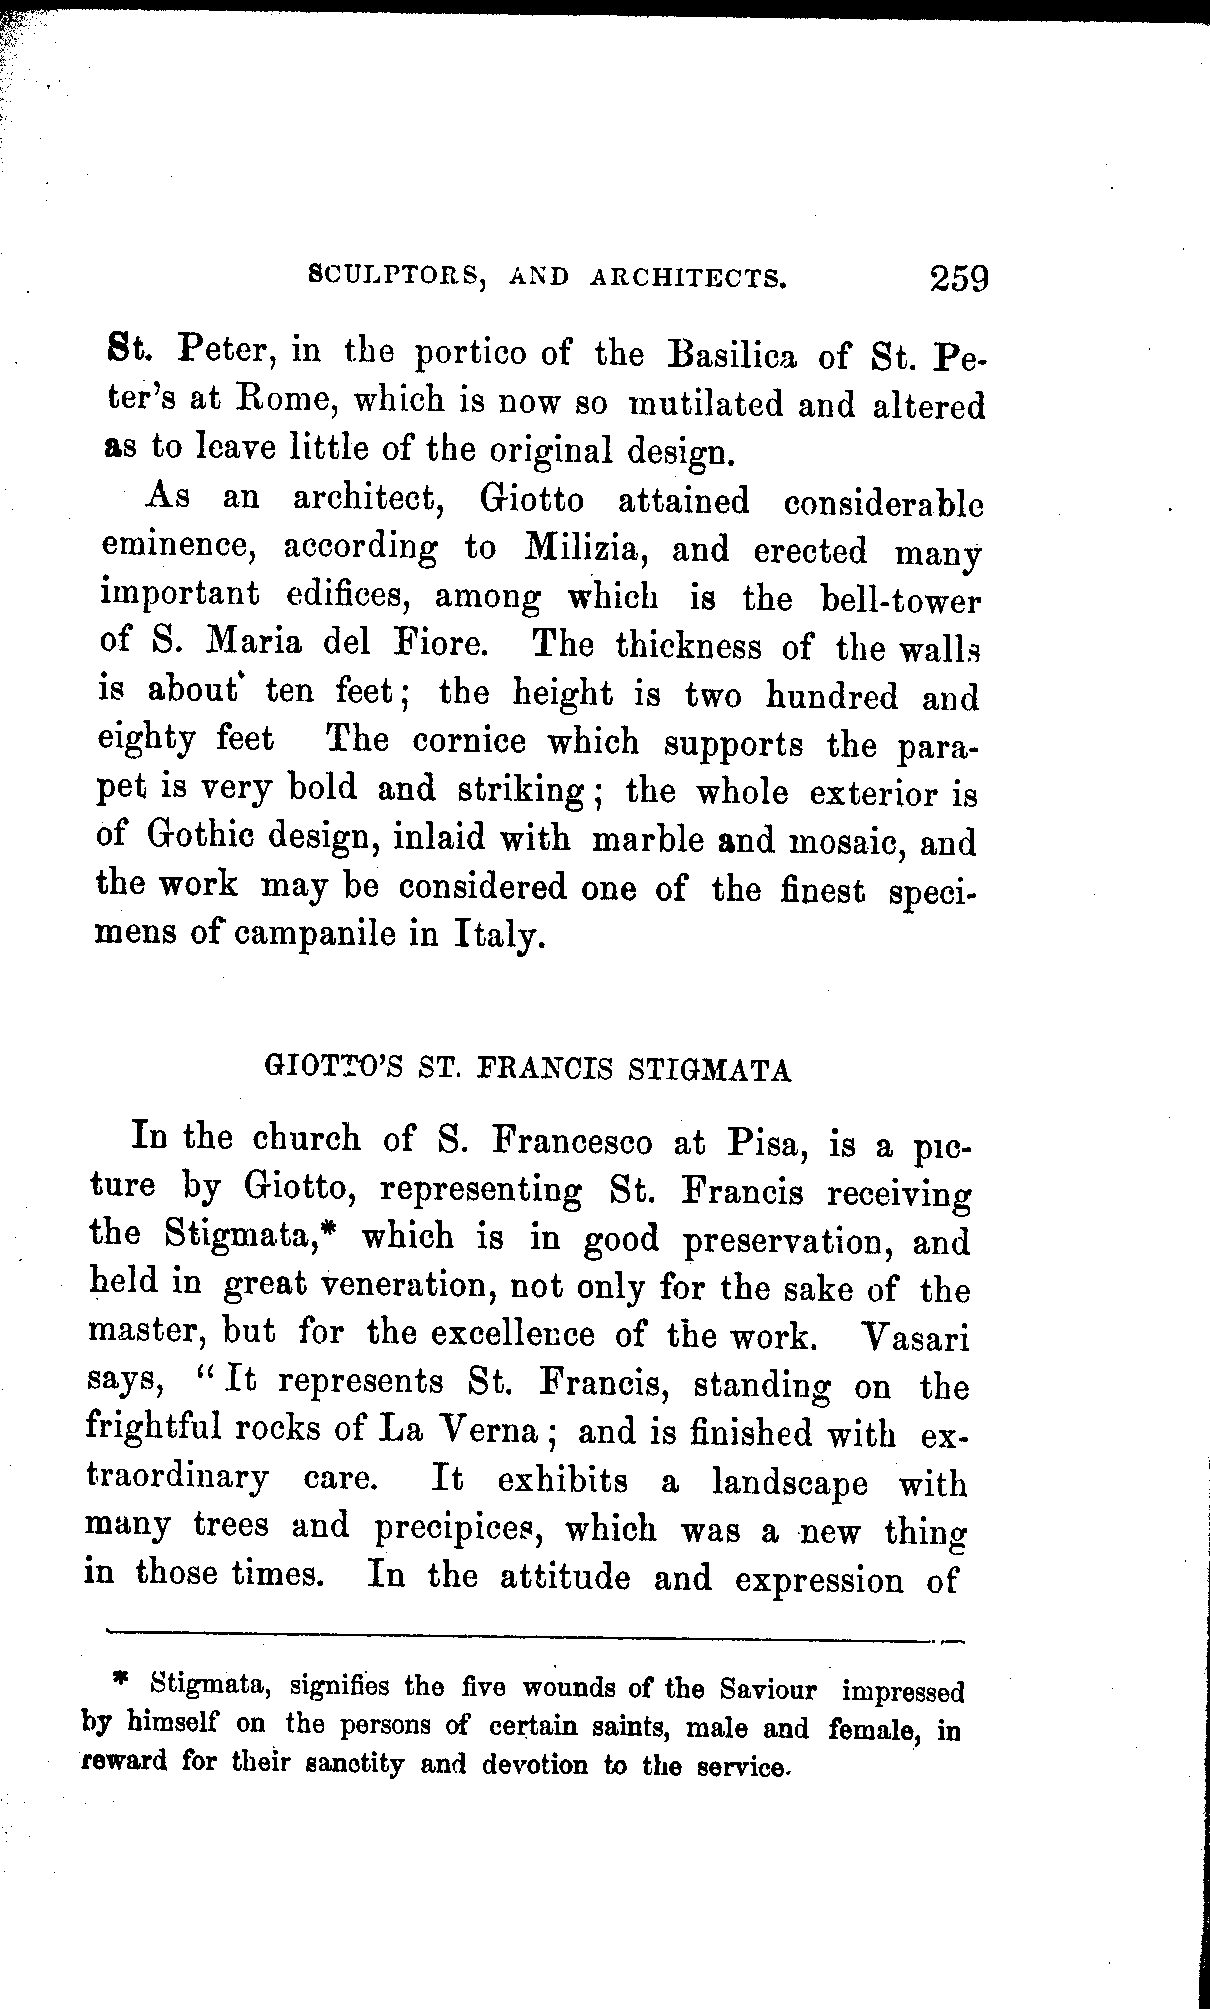 SCULPTORS, AND ARCHITECTS. 259
St. Peter, in the portico of the Basilica of St. Pe-
ter's at Rome, which is now so mutilated and altered
as to leave little of the original design.
As an architect, Giotto attained considerable
eminence, according to Milizia, and erected many
important edifices, among which is the bell-tower
of S. Maria del Fiore. The thickness of the walls
is about ten feet; the height is two hundred and
eighty feet The cornice which supports the para-
pet is very bold and striking; the whole exterior is
of Gothic design, inlaid with marble and mosaic, and
the work may be considered one of the finest speci-
mens of campanile in Italy.
GIOTTO'S ST. FRANCIS STIGMATA
In the church of S. Francesco at Pisa, is a pic-
ture by Giotto, representing St. Francis receiving
the Stigmata,* which is in good preservation, and
held in great veneration, not only for the sake of the
master, but for the excellence of the work. Vasari
says, "It represents St. Francis, standing on the
frightful rocks of La Verna; and is finished with ex-
traordinary care. It exhibits a landscape with
many trees and precipices, which was a new thing
in those times. In the attitude and expression of
* Stigmata, signifies the five wounds of the Saviour impressed
by himself on the persons of certain saints, male and female, in
reward for their sanctity and devotion to the service.